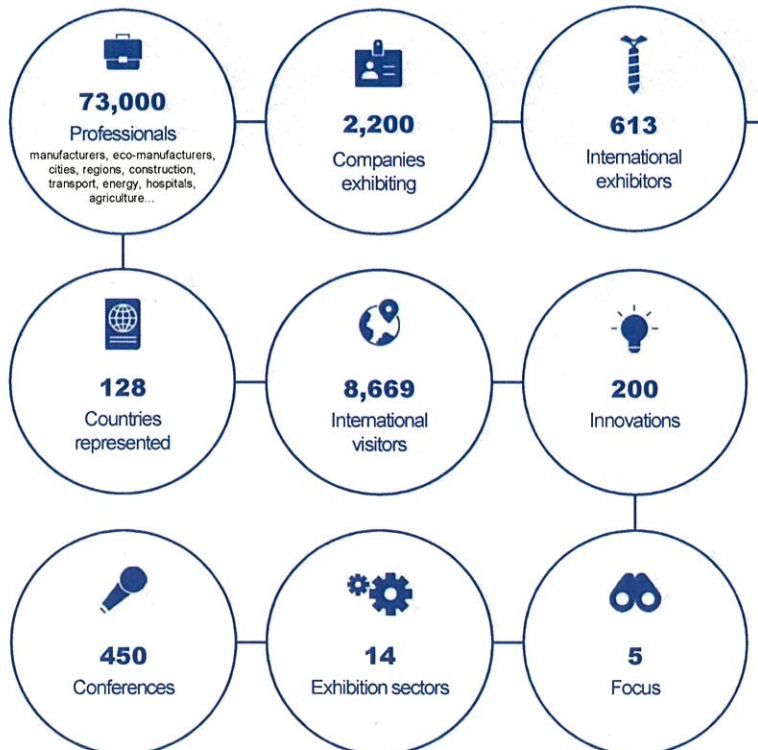 73,000
Professionals
manufacturers, eco-manufacturers,
cities, regions, construction,
transport, energy, hospitals,
agriculture...
2,200
Companies
exhibiting
613
International
exhibitors
128
Countries
represented
8,669
International
visitors
200
Innovations
450
Conferences
14
Exhibition sectors
5
Focus